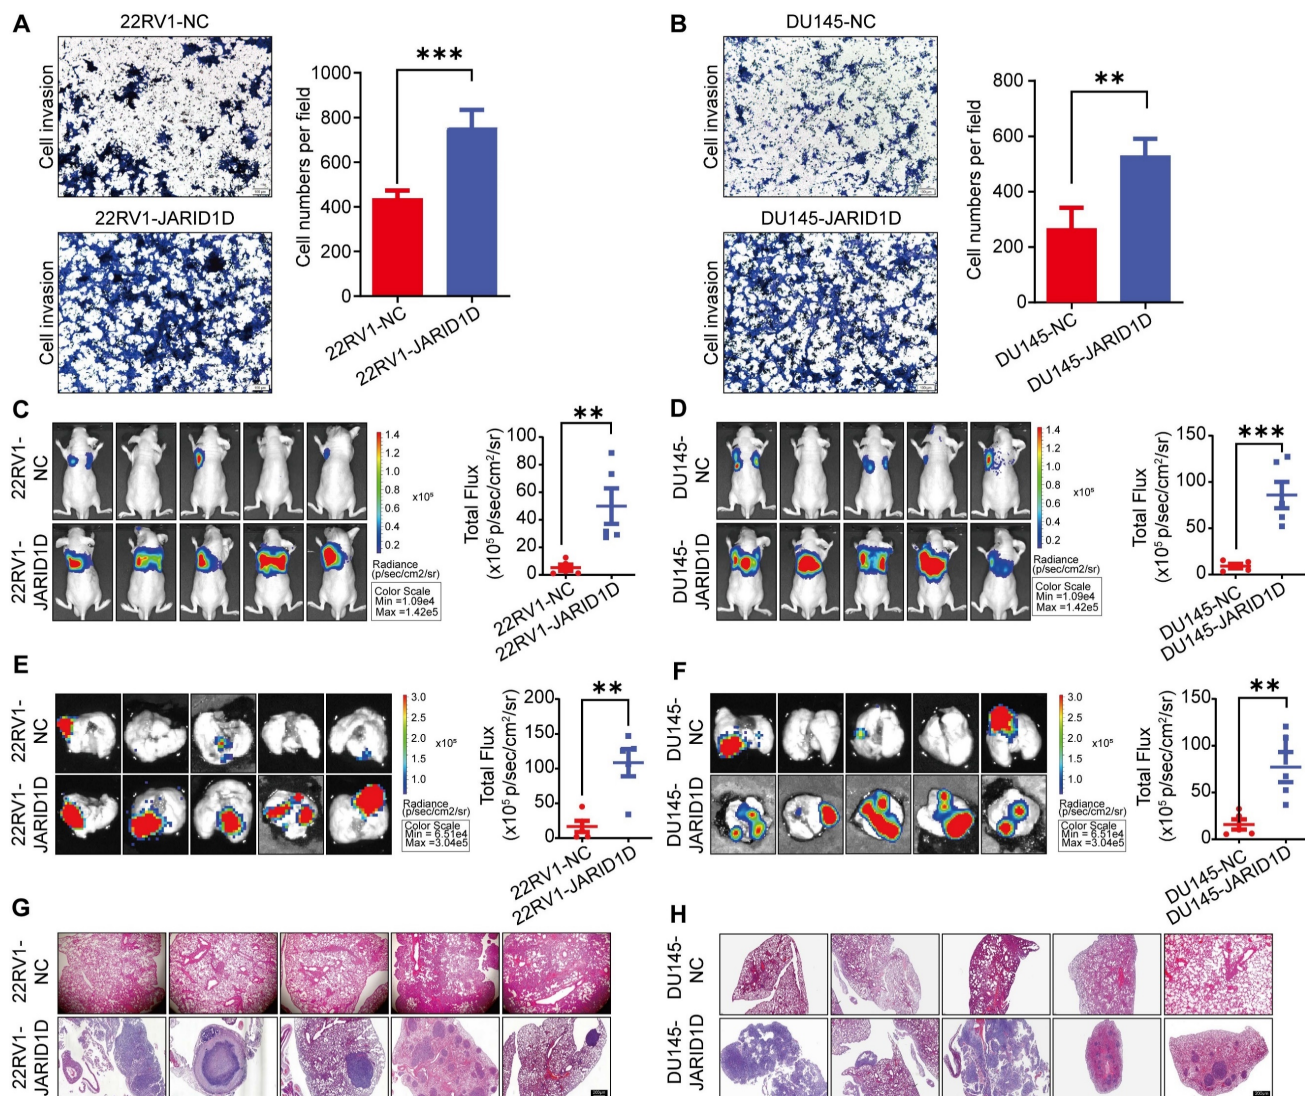 A
22RV1-NC
Cell invasion
22RV1-JARID1D
Cell invasion
Cell numbers per field
1000
800
600
400
200
0
***
22RV1-NC
22RV1-JARID1D
B
DU145-NC
Cell invasion
DU145-JARID1D
Cell invasion
Cell numbers per field
800
600
400
200
0
**
DU145-NC
DU145-JARID1D
C
22RV1-
NC
22RV1-
JARID1D
1.4
1.2
1.0
0.8
0.6
0.4
0.2
x10⁵
Radiance
(p/sec/cm2/sr)
Color Scale
Min =1.09e4
Max =1.42e5
Total Flux
(x10⁵ p/sec/cm²/sr)
100
80
60
40
20
0
**
22RV1-NC
22RV1-JARID1D
D
DU145-
NC
DU145-
JARID1D
1.4
1.2
1.0
0.8
0.6
0.4
0.2
x10⁵
Radiance
(p/sec/cm2/sr)
Color Scale
Min =1.09e4
Max =1.42e5
Total Flux
(x10⁵ p/sec/cm²/sr)
150
100
50
0
***
DU145-NC
DU145-JARID1D
E
22RV1-
NC
22RV1-
JARID1D
3.0
2.5
2.0
1.5
1.0
x10⁵
Radiance
(p/sec/cm2/sr)
Color Scale
Min = 6.51e4
Max =3.04e5
Total Flux
(x10⁵ p/sec/cm²/sr)
200
150
100
50
0
**
22RV1-NC
22RV1-JARID1D
F
DU145-
NC
DU145-
JARID1D
3.0
2.5
2.0
1.5
1.0
x10⁵
Radiance
(p/sec/cm2/sr)
Color Scale
Min = 6.51e4
Max =3.04e5
Total Flux
(x10⁵ p/sec/cm²/sr)
150
100
50
0
**
DU145-NC
DU145-JARID1D
G
22RV1-
NC
22RV1-
JARID1D
H
DU145-
NC
DU145-
JARID1D